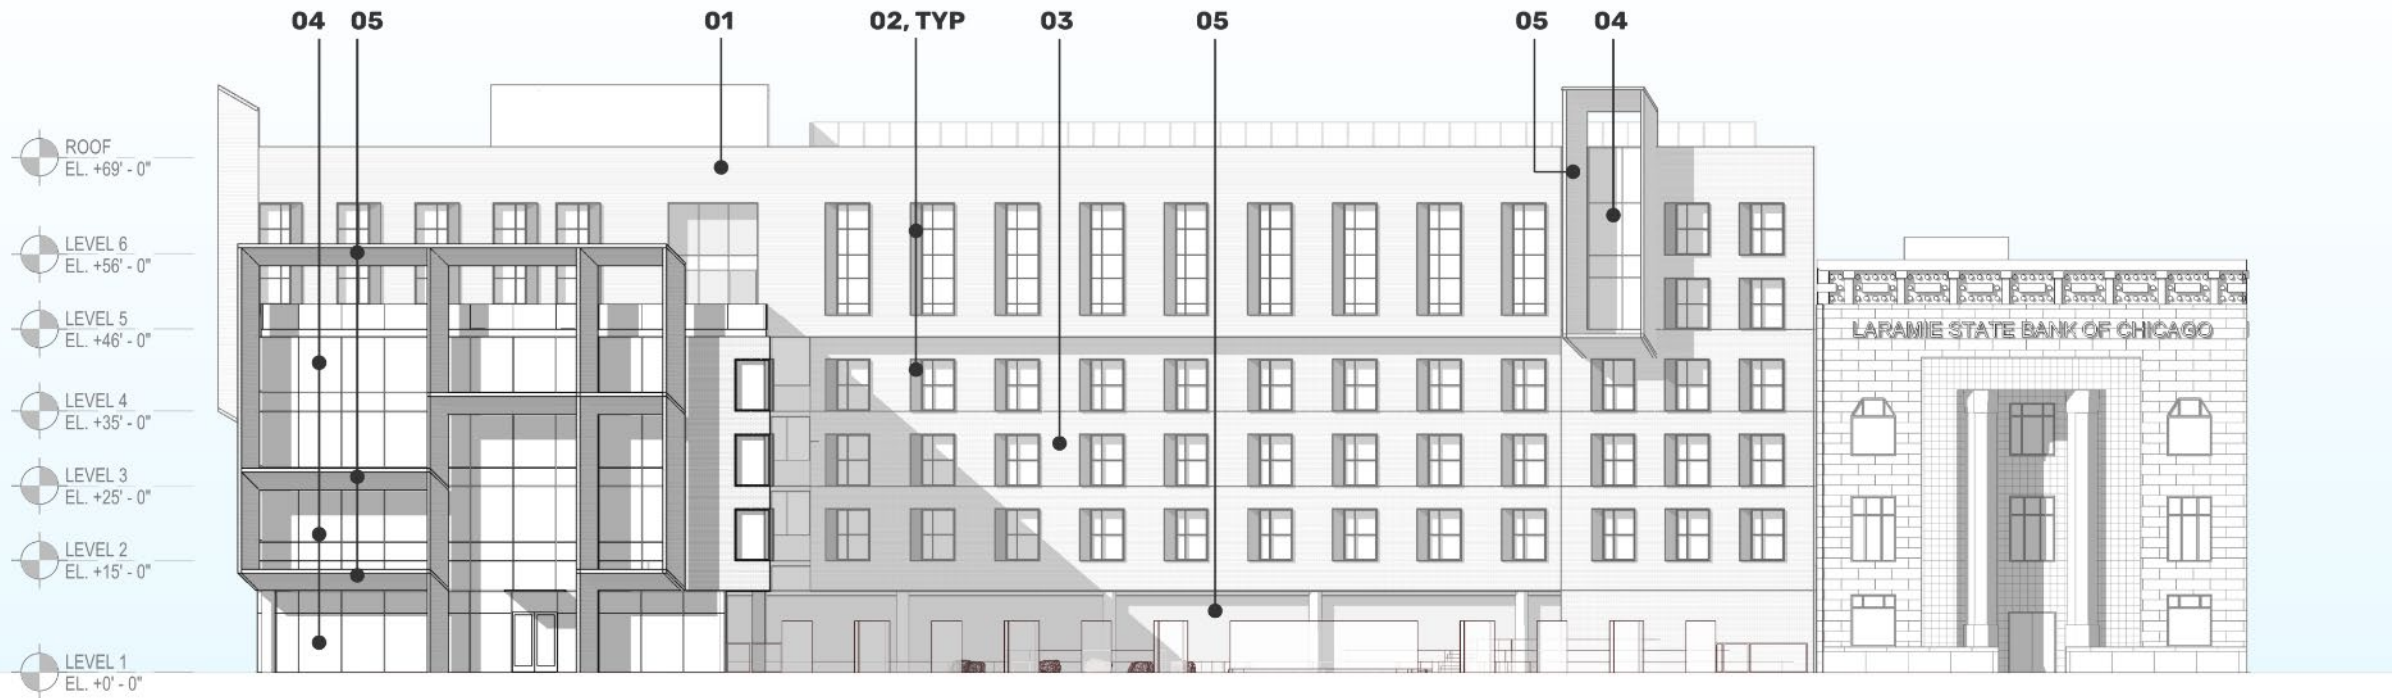 04 05 01 02, TYP 03 05 05 04
ROOF
EL. +69' - 0"
LEVEL 6
EL. +56' - 0"
LEVEL 5
EL. +46' - 0"
LEVEL 4
EL. +35' - 0"
LEVEL 3
EL. +25' - 0"
LEVEL 2
EL. +15' - 0"
LEVEL 1
EL. +0' - 0"
LARAMIE STATE BANK OF CHICAGO